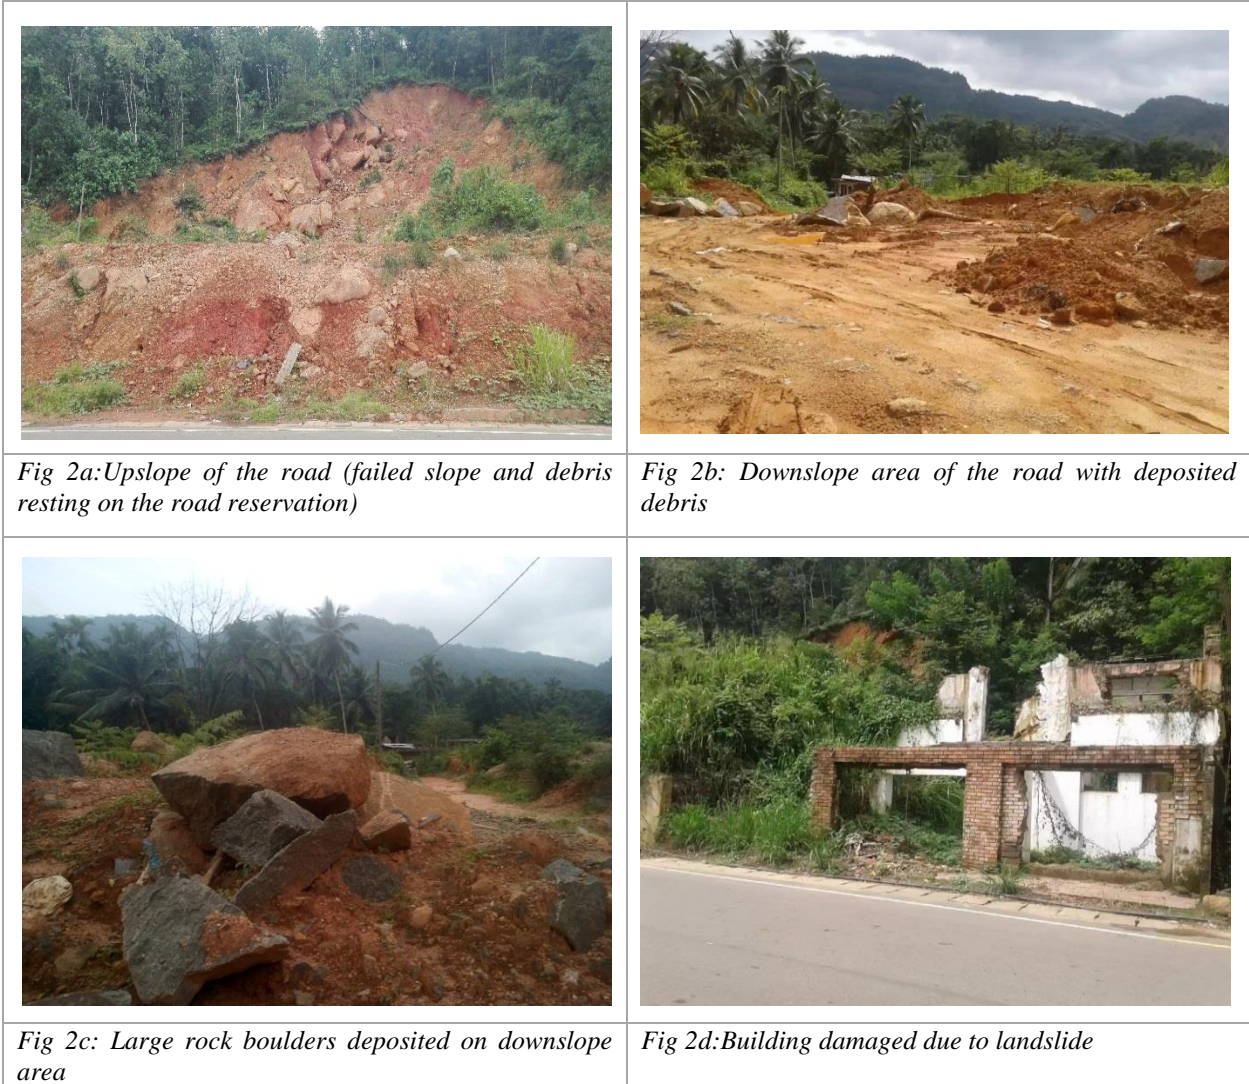 Fig 2a:Upslope of the road (failed slope and debris
resting on the road reservation)
Fig 2b: Downslope area of the road with deposited
debris
Fig 2c: Large rock boulders deposited on downslope
area
Fig 2d:Building damaged due to landslide